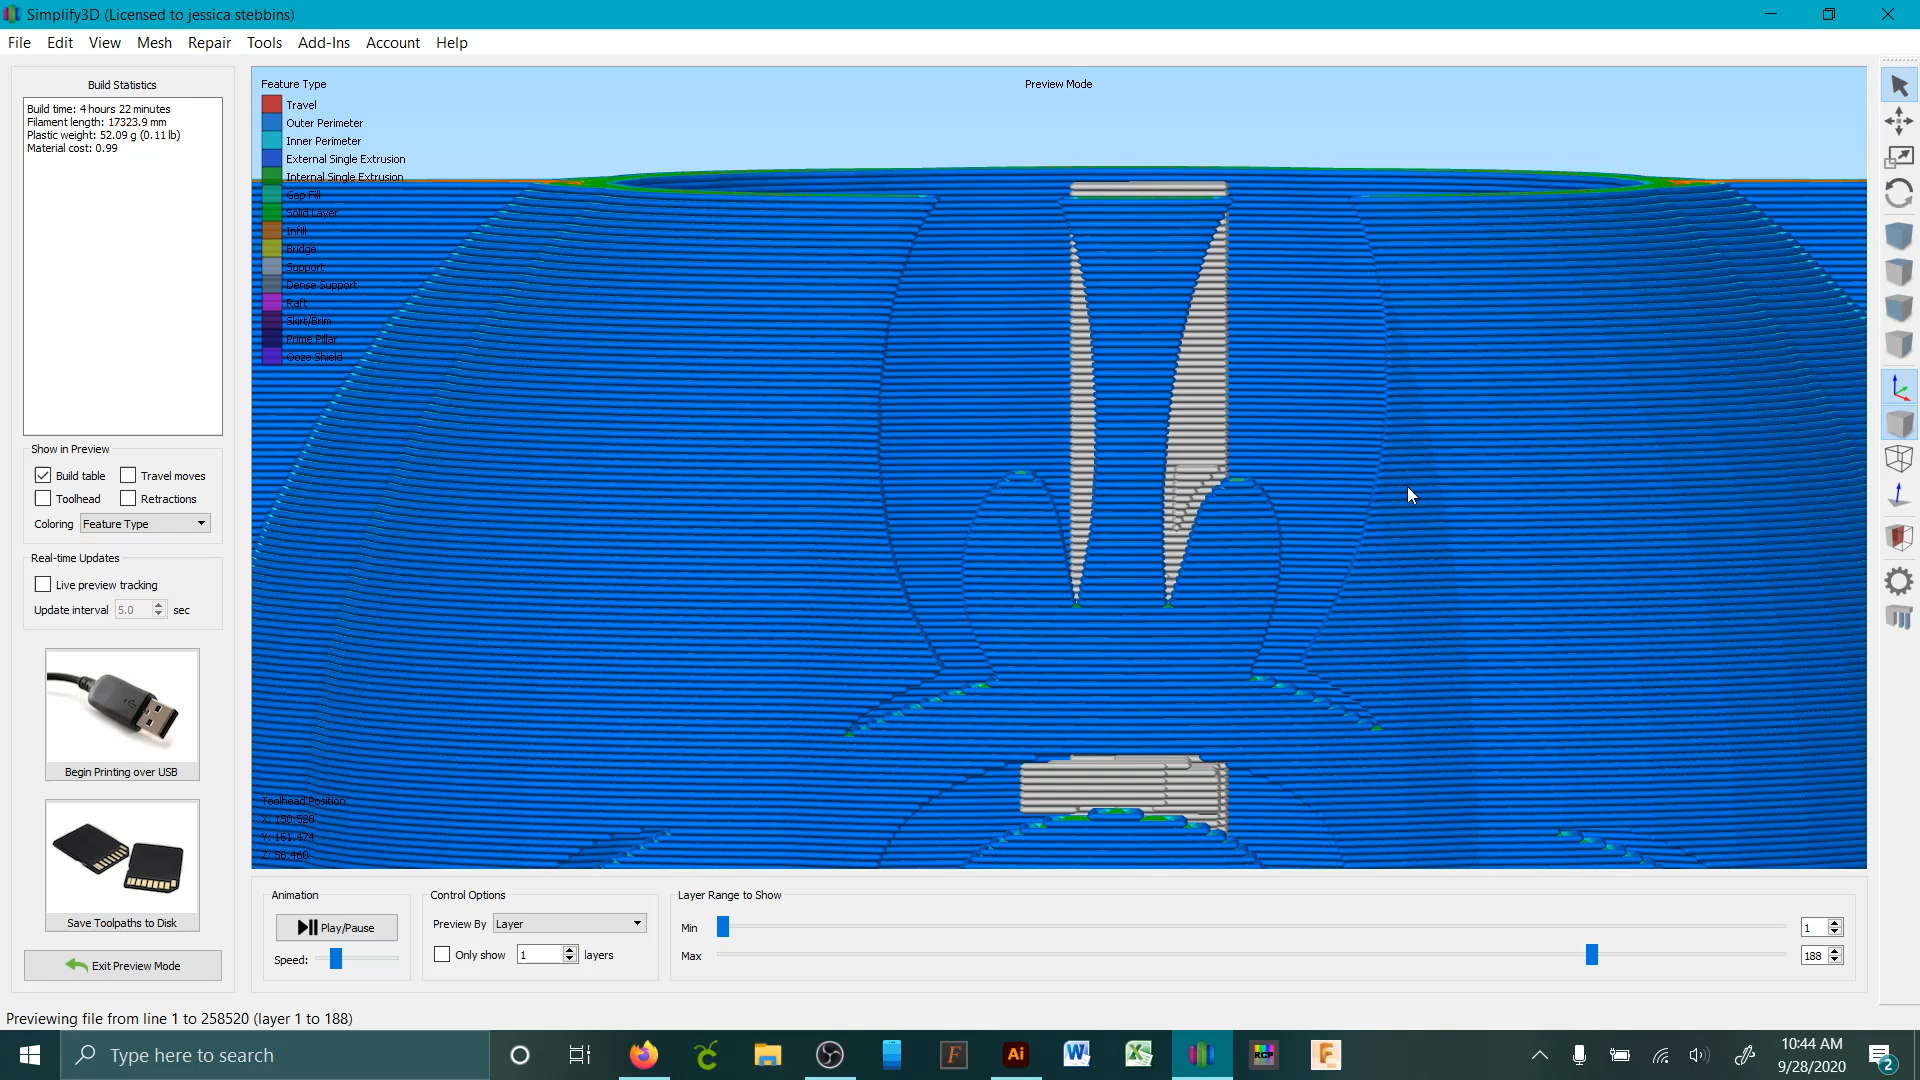 Simplify3D (Licensed to jessica stebbins)
File Edit View Mesh Repair Tools Add-Ins Account Help
Build Statistics
Build time: 4 hours 22 minutes
Filament length: 17323.9 mm
Plastic weight: 52.09 g (0.11 lb)
Material cost: 0.99
Show in Preview
Build table Travel moves
Toolhead Retractions
Coloring Feature Type
Real-time Updates
Live preview tracking
Update interval 5.0 sec
Begin Printing over USB
Save Toolpaths to Disk
Exit Preview Mode
Feature Type
Travel
Outer Perimeter
Inner Perimeter
External Single Extrusion
Internal Single Extrusion
Gap Fill
Solid Layer
Infill
Bridge
Support
Dense Support
Raft
Skirt/Brim
Prime Pillar
Ooze Shield
Preview Mode
Toolhead Position
X: 150.528
Y: 151.474
Z: 56.460
Animation
Play/Pause
Speed:
Control Options
Preview By Layer
Only show 1 layers
Layer Range to Show
Min 1
Max 188
Previewing file from line 1 to 258520 (layer 1 to 188)
Type here to search
F
Ai
W
X
RCP
F
10:44 AM
9/28/2020
2